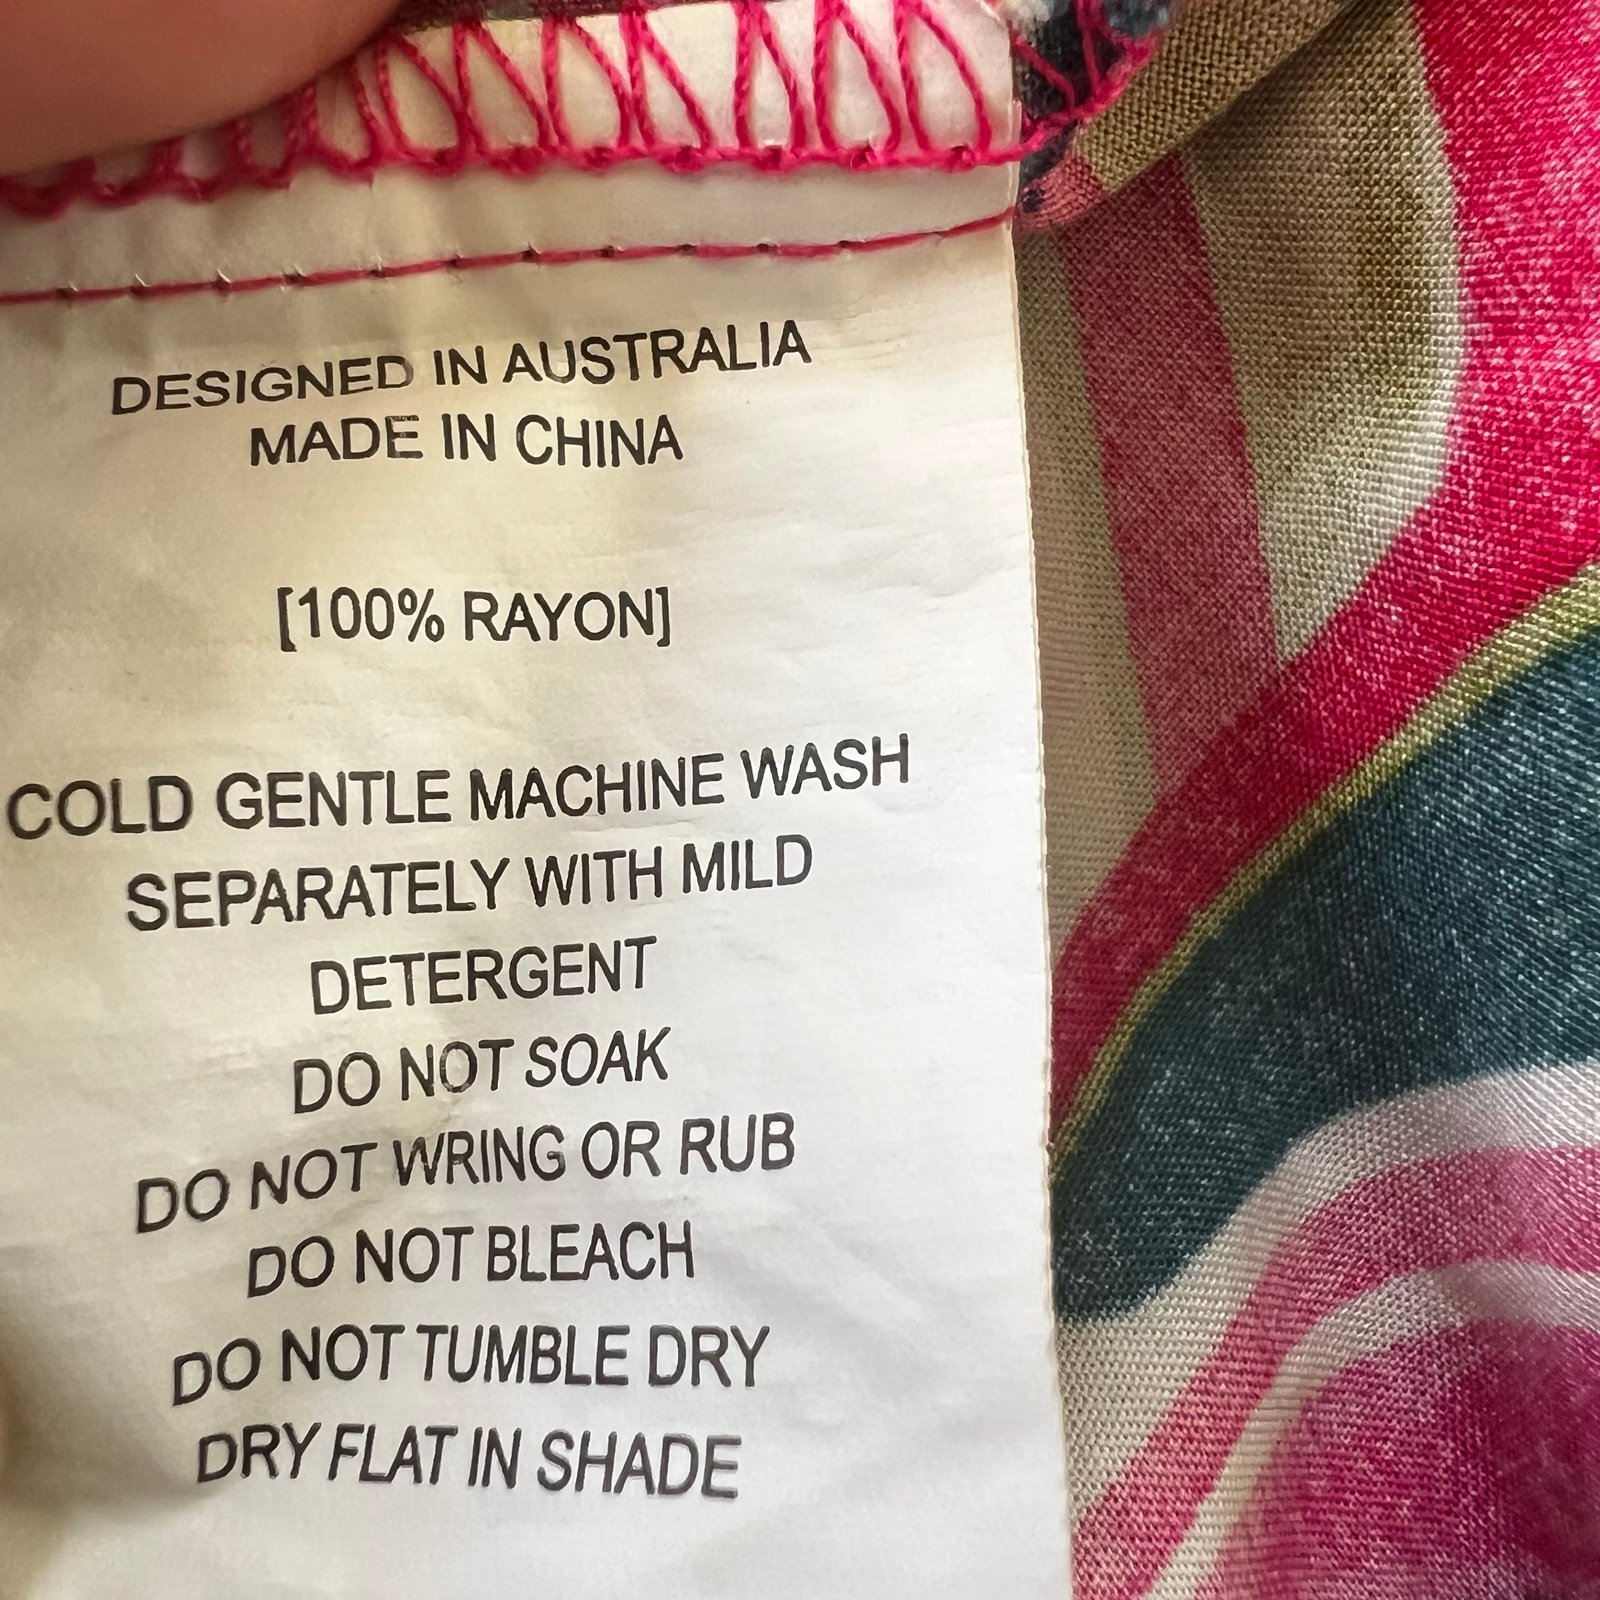 DESIGNED IN AUSTRALIA
MADE IN CHINA
[100% RAYON]
COLD GENTLE MACHINE WASH
SEPARATELY WITH MILD
DETERGENT
DO NOT SOAK
DO NOT WRING OR RUB
DO NOT BLEACH
DO NOT TUMBLE DRY
DRY FLAT IN SHADE